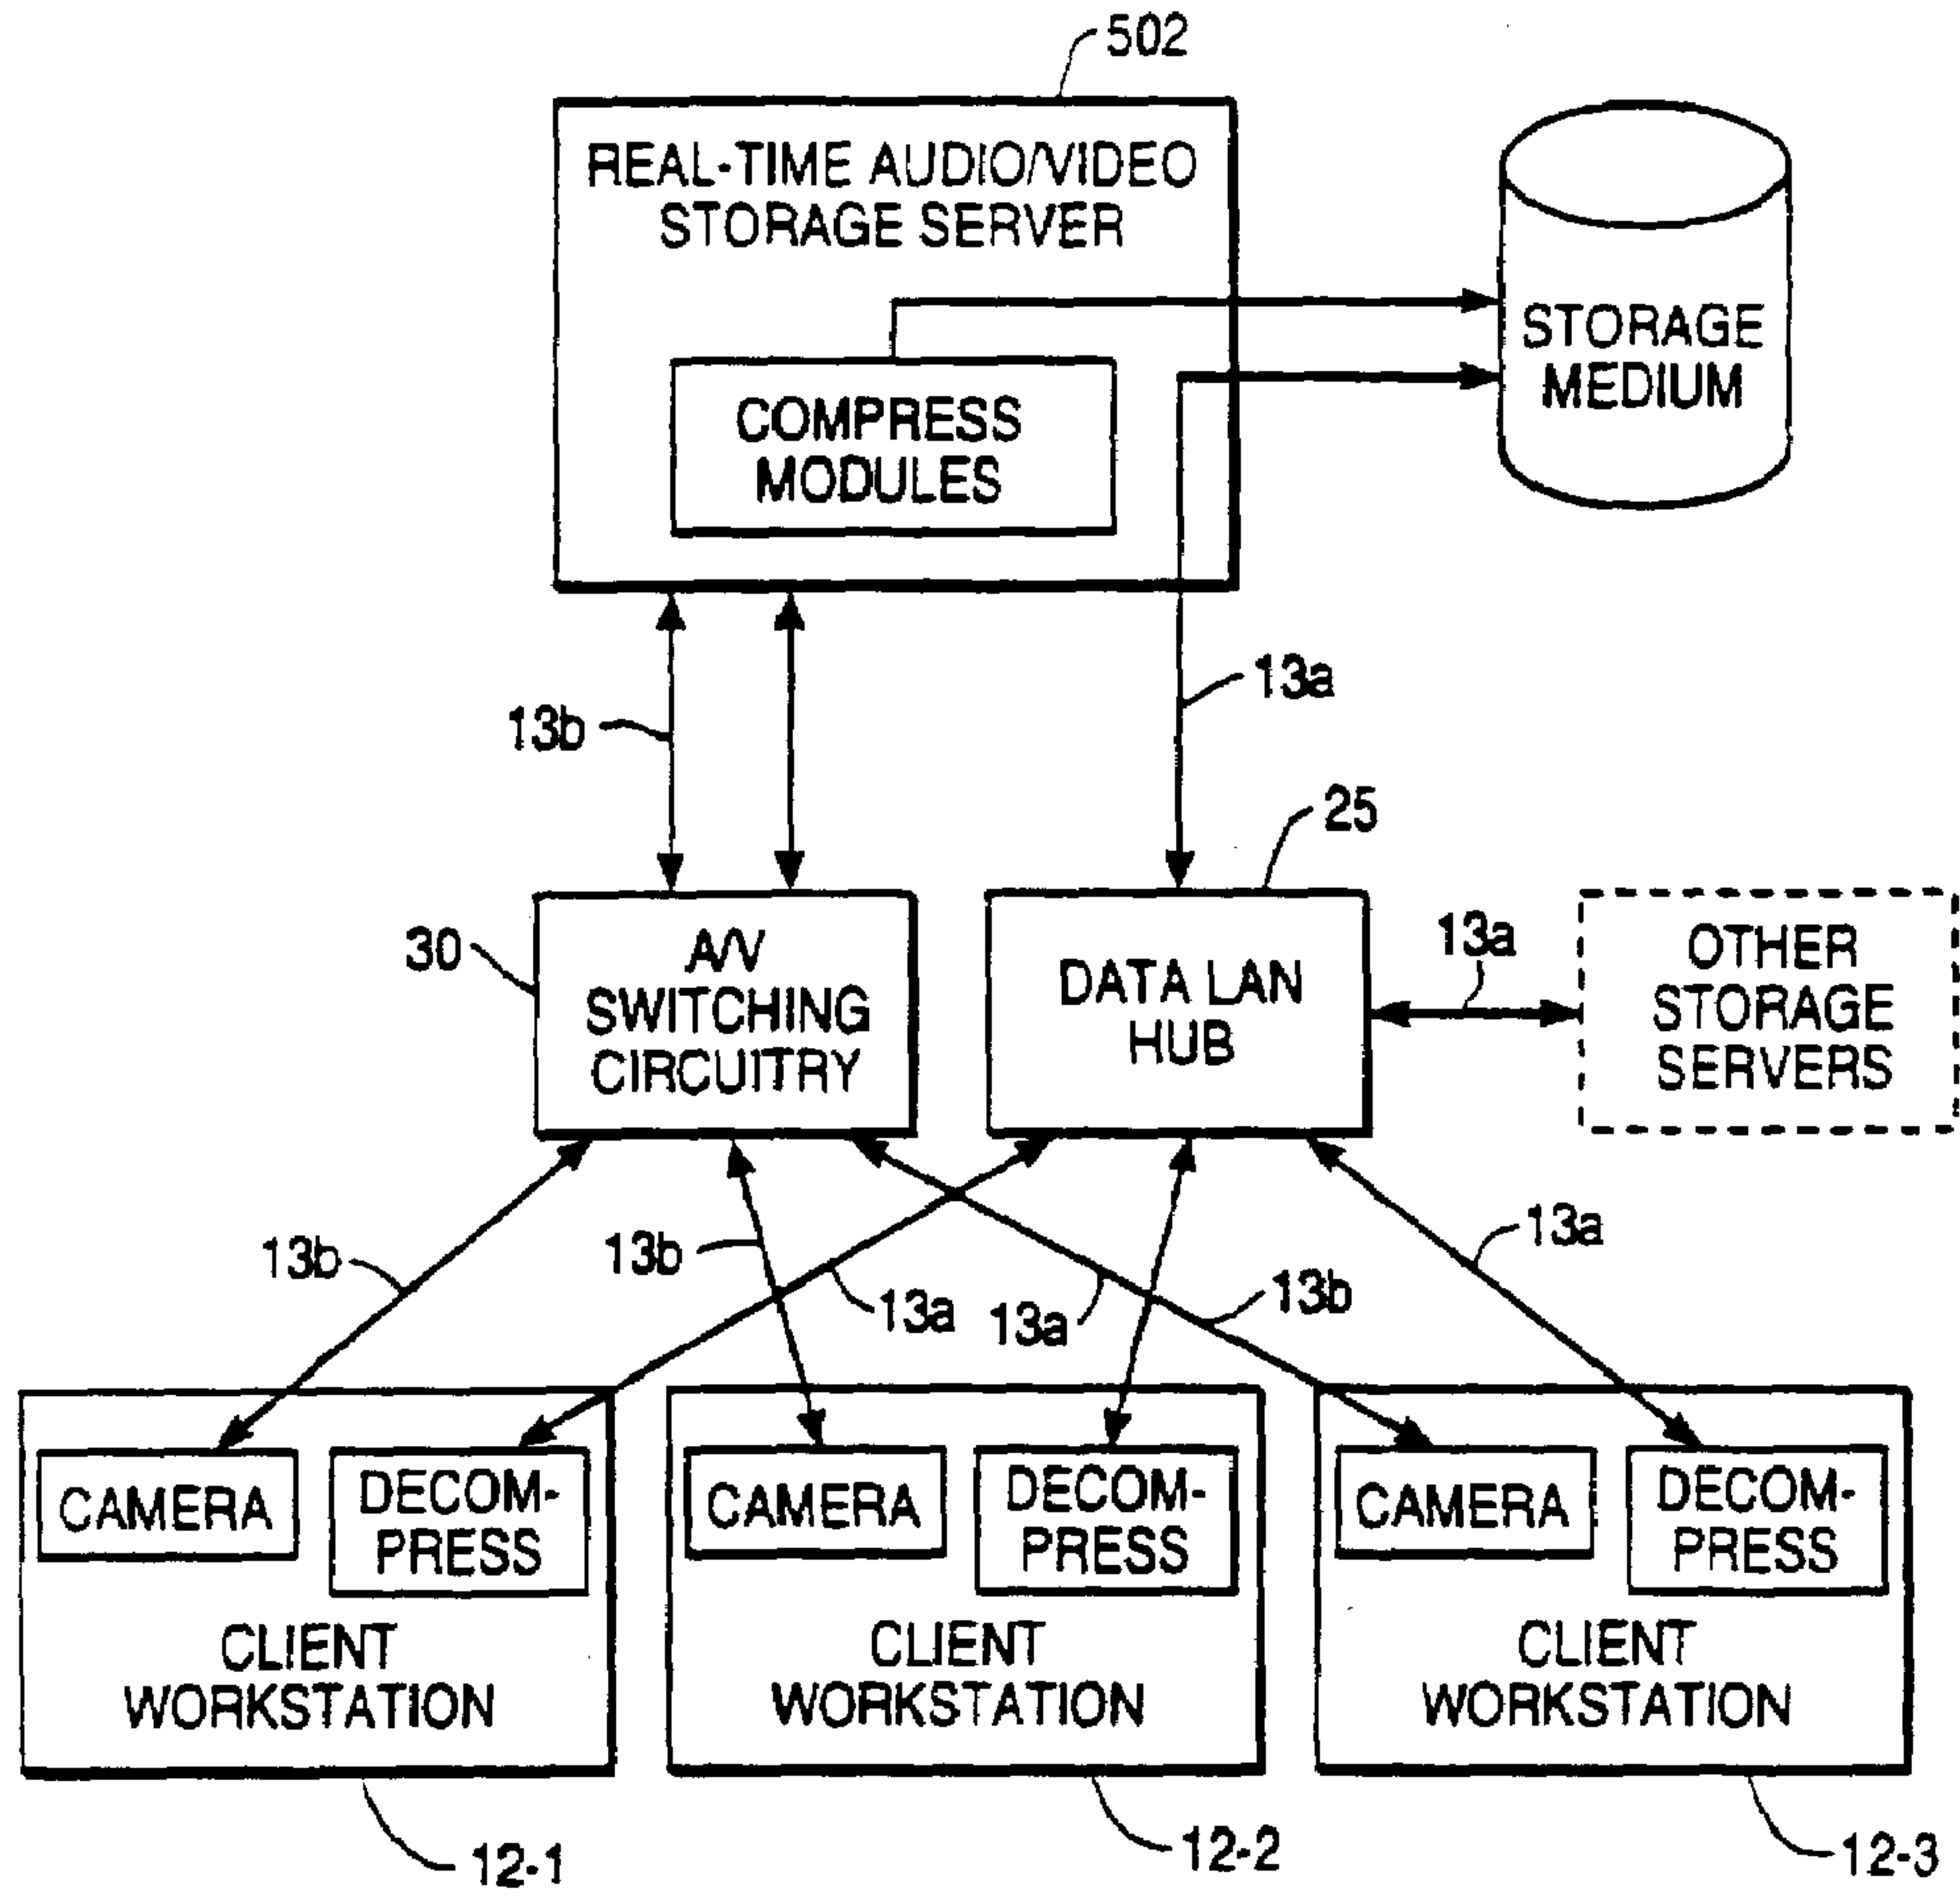 502
REAL-TIME AUDIO/VIDEO
STORAGE SERVER
STORAGE
MEDIUM
COMPRESS
MODULES
13b
13a
25
30
A/V
SWITCHING
CIRCUITRY
DATA LAN
HUB
13a
OTHER
STORAGE
SERVERS
13b
13b
13a
13a
13b
13a
CAMERA
DECOM-
PRESS
CLIENT
WORKSTATION
CAMERA
DECOM-
PRESS
CLIENT
WORKSTATION
CAMERA
DECOM-
PRESS
CLIENT
WORKSTATION
12-1
12-2
12-3